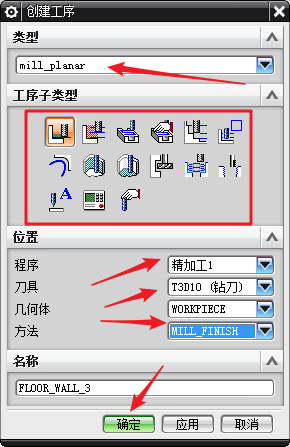 创建工序
类型
mill_planar
工序子类型
A
位置
程序 精加工1
刀具 T3D10 (钻刀)
几何体 WORKPIECE
方法 MILL_FINISH
名称
FLOOR_WALL_3
确定 应用 取消